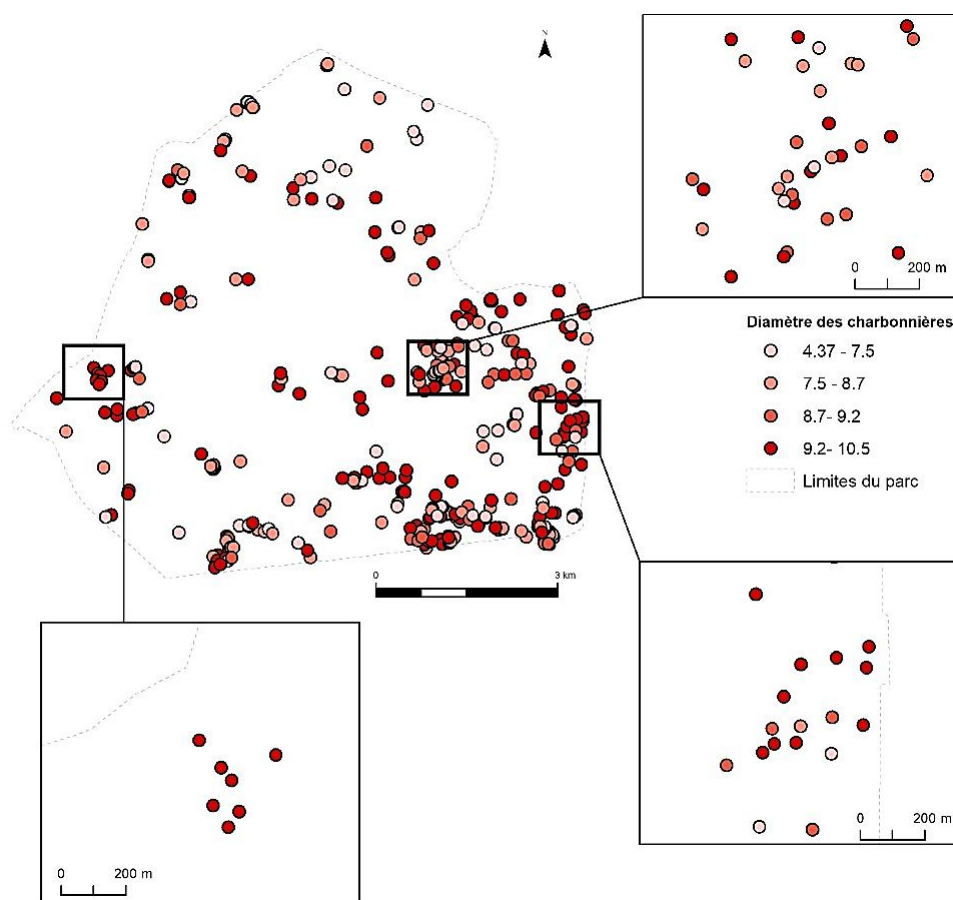 N
0 200 m
Diamètre des charbonnières
4.37 - 7.5
7.5 - 8.7
8.7- 9.2
9.2- 10.5
Limites du parc
0 3 km
0 200 m
0 200 m